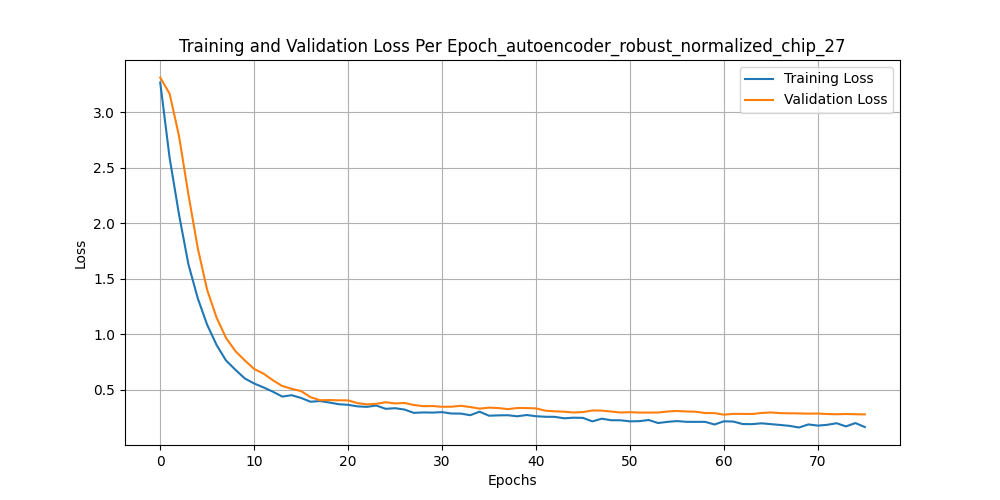 Training and Validation Loss Per Epoch_autoencoder_robust_normalized_chip_27
Training Loss
Validation Loss
3.0
2.5
2.0
1.5
1.0
0.5
Loss
0 10 20 30 40 50 60 70
Epochs